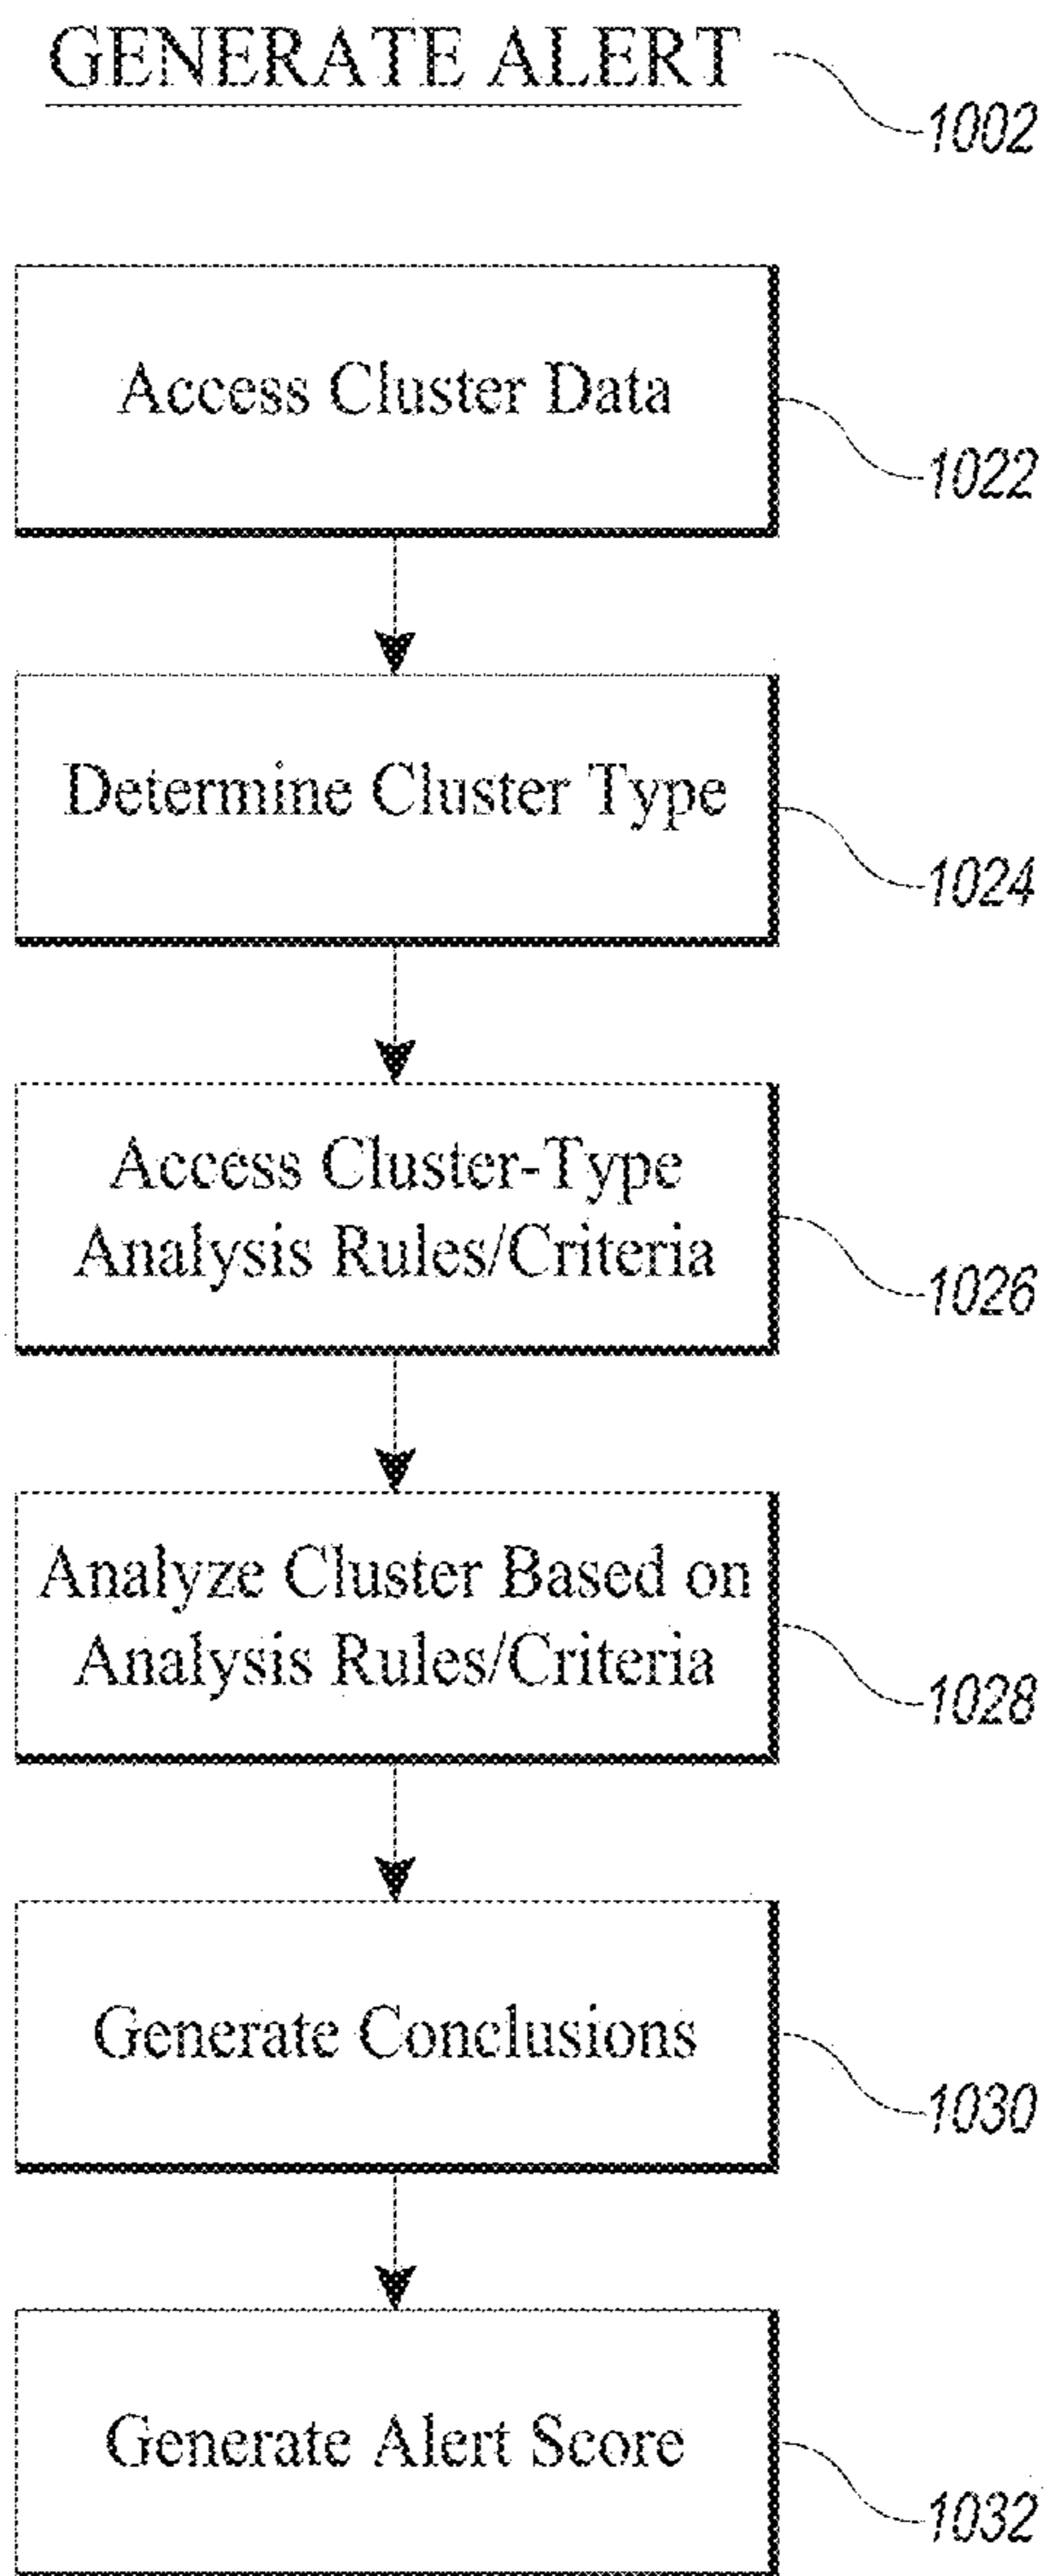 GENERATE ALERT
1002
Access Cluster Data
1022
Determine Cluster Type
1024
Access Cluster-Type
Analysis Rules/Criteria
1026
Analyze Cluster Based on
Analysis Rules/Criteria
1028
Generate Conclusions
1030
Generate Alert Score
1032